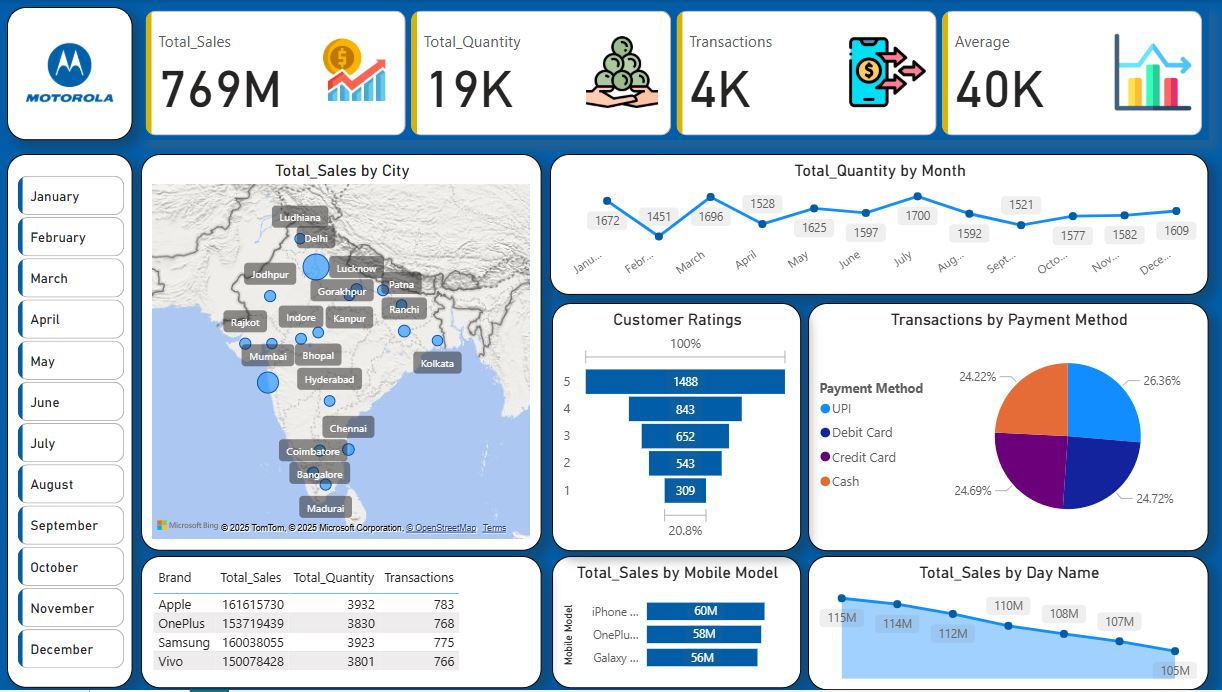 MOTOROLA
Total_Sales
769M
Total_Quantity
19K
Transactions
4K
Average
40K
January
February
March
April
May
June
July
August
September
October
November
December
Total_Sales by City
Ludhiana
Delhi
Lucknow
Jodhpur
Gorakhpur
Patna
Ranchi
Rajkot
Indore
Kanpur
Mumbai
Bhopal
Kolkata
Hyderabad
Chennai
Coimbatore
Bangalore
Madurai
Microsoft Bing
© 2025 TomTom, © 2025 Microsoft Corporation, © OpenStreetMap Terms
Total_Quantity by Month
1672
1451
1696
1528
1625
1597
1700
1592
1521
1577
1582
1609
Janu...
Febr...
March
April
May
June
July
Aug...
Sept...
Octo...
Nov...
Dece...
Customer Ratings
100%
5 1488
4 843
3 652
2 543
1 309
20.8%
Transactions by Payment Method
Payment Method
UPI
Debit Card
Credit Card
Cash
24.22%
26.36%
24.69%
24.72%
Brand Total_Sales Total_Quantity Transactions
Apple 161615730 3932 783
OnePlus 153719439 3830 768
Samsung 160038055 3923 775
Vivo 150078428 3801 766
Total_Sales by Mobile Model
Mobile Model
iPhone ... 60M
OnePlu... 58M
Galaxy ... 56M
Total_Sales by Day Name
115M
114M
112M
110M
108M
107M
105M